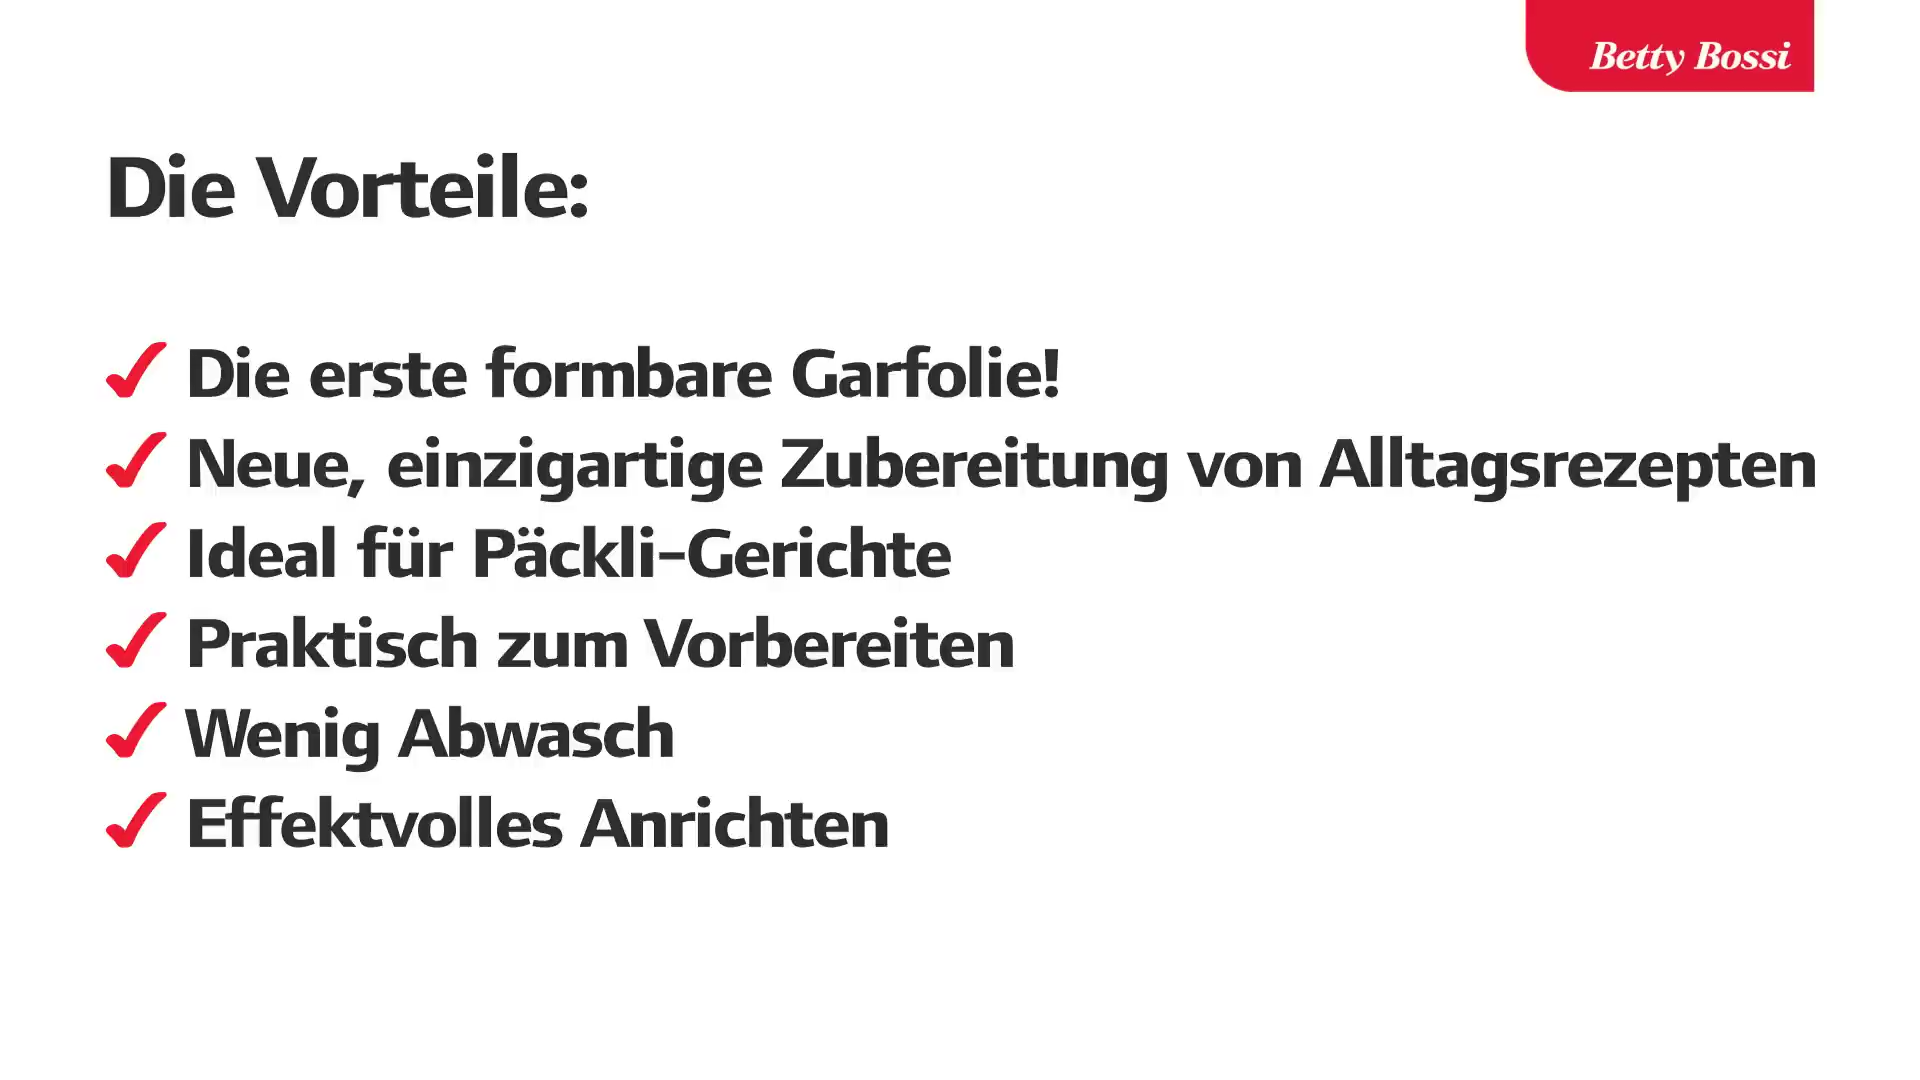 Betty Bossi
Die Vorteile:
Die erste formbare Garfolie!
Neue, einzigartige Zubereitung von Alltagsrezepten
Ideal für Päckli-Gerichte
Praktisch zum Vorbereiten
Wenig Abwasch
Effektvolles Anrichten